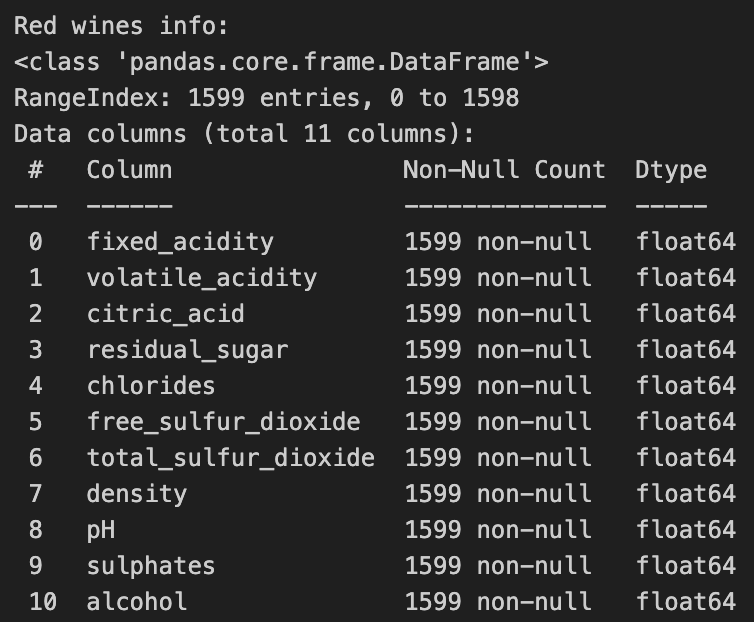 Red wines info:
<class 'pandas.core.frame.DataFrame'>
RangeIndex: 1599 entries, 0 to 1598
Data columns (total 11 columns):
 #   Column                Non-Null Count  Dtype
---  ------                --------------  -----
 0   fixed_acidity         1599 non-null   float64
 1   volatile_acidity      1599 non-null   float64
 2   citric_acid           1599 non-null   float64
 3   residual_sugar        1599 non-null   float64
 4   chlorides             1599 non-null   float64
 5   free_sulfur_dioxide   1599 non-null   float64
 6   total_sulfur_dioxide  1599 non-null   float64
 7   density               1599 non-null   float64
 8   pH                    1599 non-null   float64
 9   sulphates             1599 non-null   float64
 10  alcohol               1599 non-null   float64